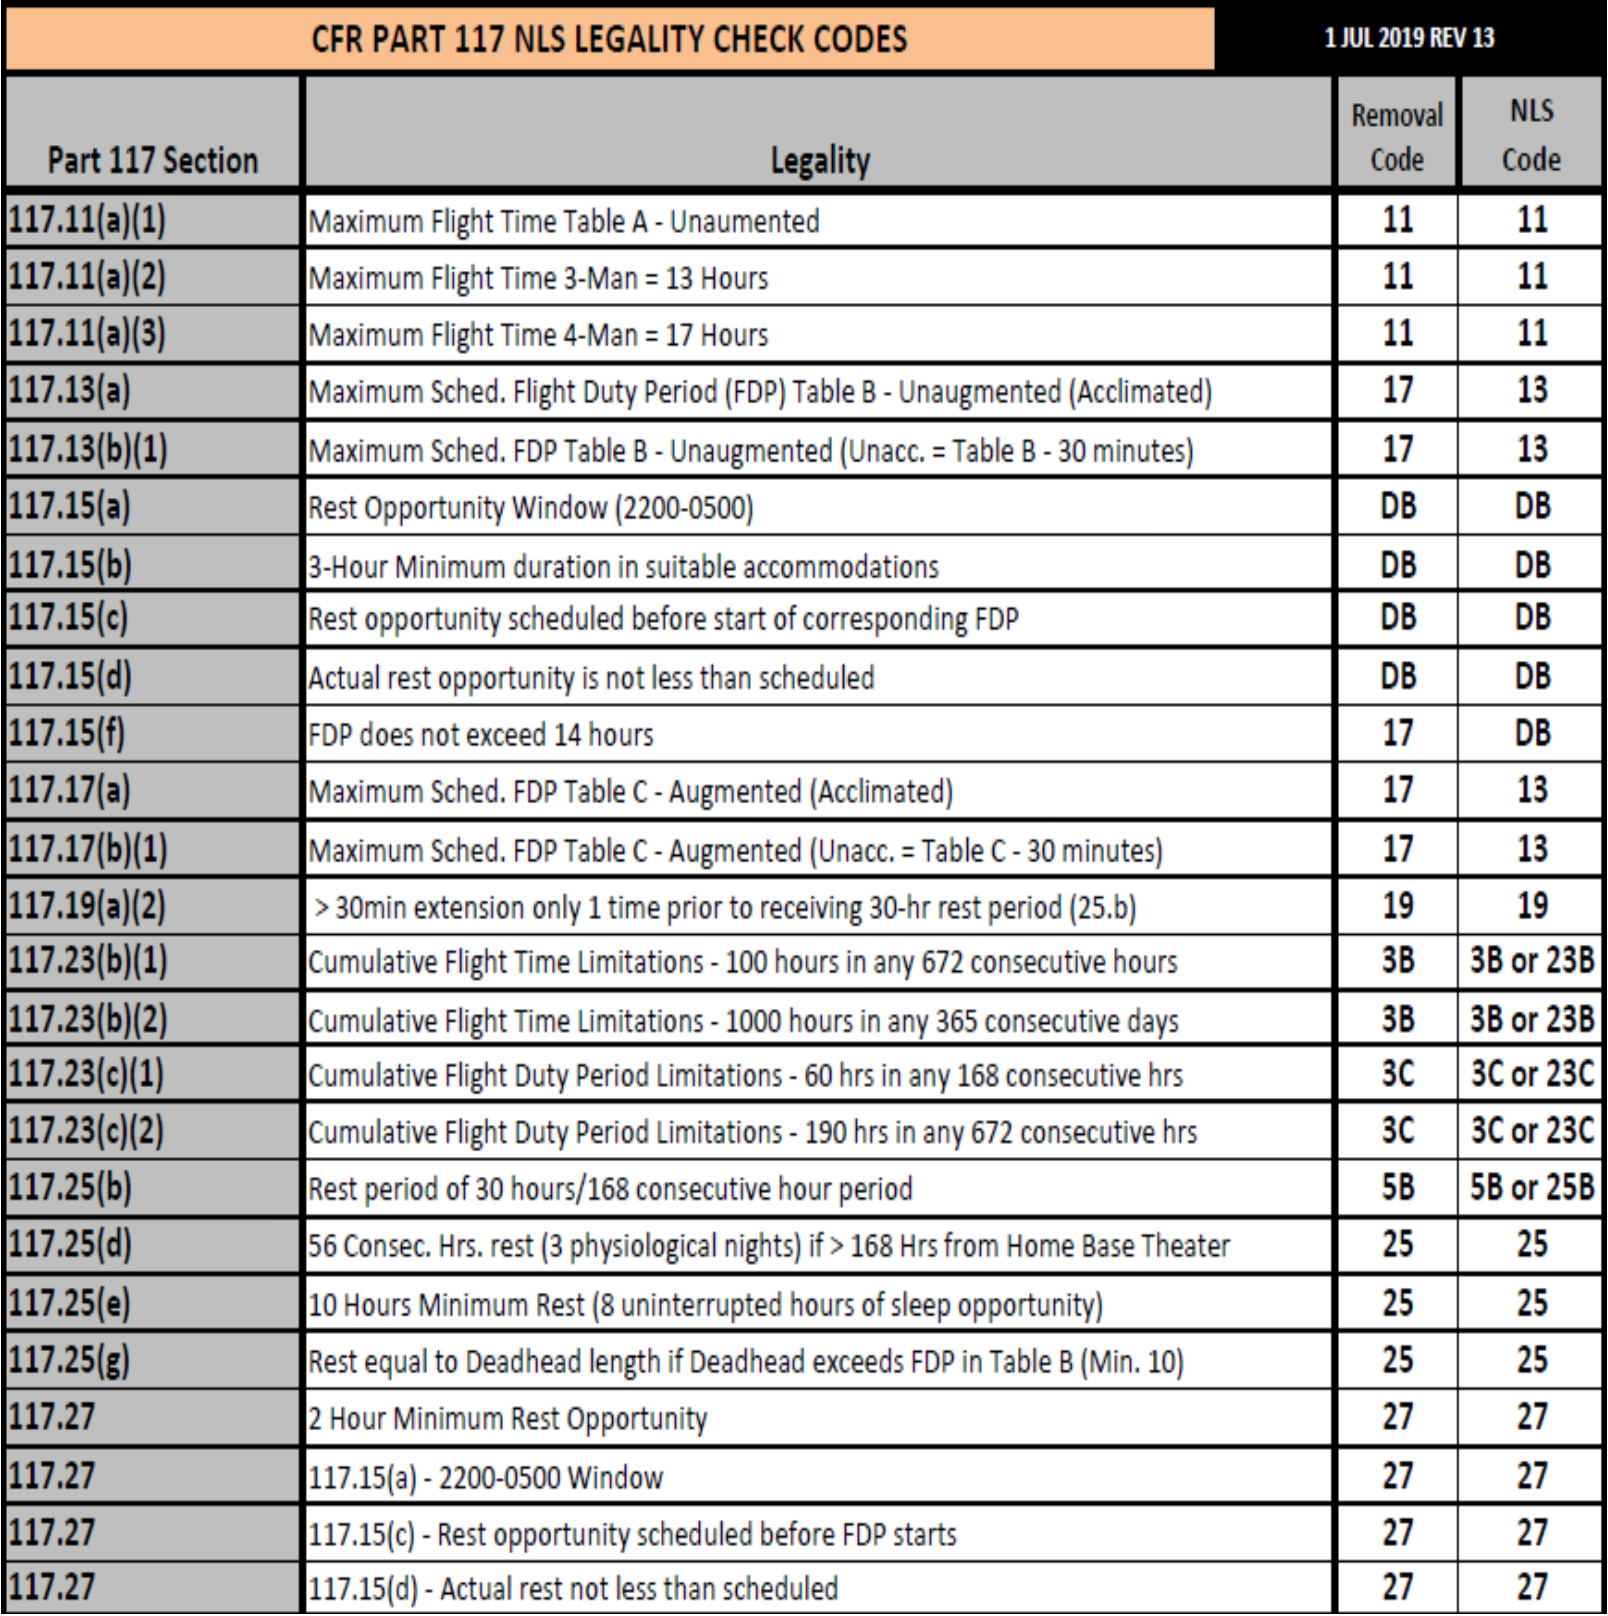 CFR PART 117 NLS LEGALITY CHECK CODES 1 JUL 2019 REV 13
Part 117 Section Legality Removal Code NLS Code
117.11(a)(1) Maximum Flight Time Table A - Unaumented 11 11
117.11(a)(2) Maximum Flight Time 3-Man = 13 Hours 11 11
117.11(a)(3) Maximum Flight Time 4-Man = 17 Hours 11 11
117.13(a) Maximum Sched. Flight Duty Period (FDP) Table B - Unaugmented (Acclimated) 17 13
117.13(b)(1) Maximum Sched. FDP Table B - Unaugmented (Unacc. = Table B - 30 minutes) 17 13
117.15(a) Rest Opportunity Window (2200-0500) DB DB
117.15(b) 3-Hour Minimum duration in suitable accommodations DB DB
117.15(c) Rest opportunity scheduled before start of corresponding FDP DB DB
117.15(d) Actual rest opportunity is not less than scheduled DB DB
117.15(f) FDP does not exceed 14 hours 17 DB
117.17(a) Maximum Sched. FDP Table C - Augmented (Acclimated) 17 13
117.17(b)(1) Maximum Sched. FDP Table C - Augmented (Unacc. = Table C - 30 minutes) 17 13
117.19(a)(2) > 30min extension only 1 time prior to receiving 30-hr rest period (25.b) 19 19
117.23(b)(1) Cumulative Flight Time Limitations - 100 hours in any 672 consecutive hours 3B 3B or 23B
117.23(b)(2) Cumulative Flight Time Limitations - 1000 hours in any 365 consecutive days 3B 3B or 23B
117.23(c)(1) Cumulative Flight Duty Period Limitations - 60 hrs in any 168 consecutive hrs 3C 3C or 23C
117.23(c)(2) Cumulative Flight Duty Period Limitations - 190 hrs in any 672 consecutive hrs 3C 3C or 23C
117.25(b) Rest period of 30 hours/168 consecutive hour period 5B 5B or 25B
117.25(d) 56 Consec. Hrs. rest (3 physiological nights) if > 168 Hrs from Home Base Theater 25 25
117.25(e) 10 Hours Minimum Rest (8 uninterrupted hours of sleep opportunity) 25 25
117.25(g) Rest equal to Deadhead length if Deadhead exceeds FDP in Table B (Min. 10) 25 25
117.27 2 Hour Minimum Rest Opportunity 27 27
117.27 117.15(a) - 2200-0500 Window 27 27
117.27 117.15(c) - Rest opportunity scheduled before FDP starts 27 27
117.27 117.15(d) - Actual rest not less than scheduled 27 27